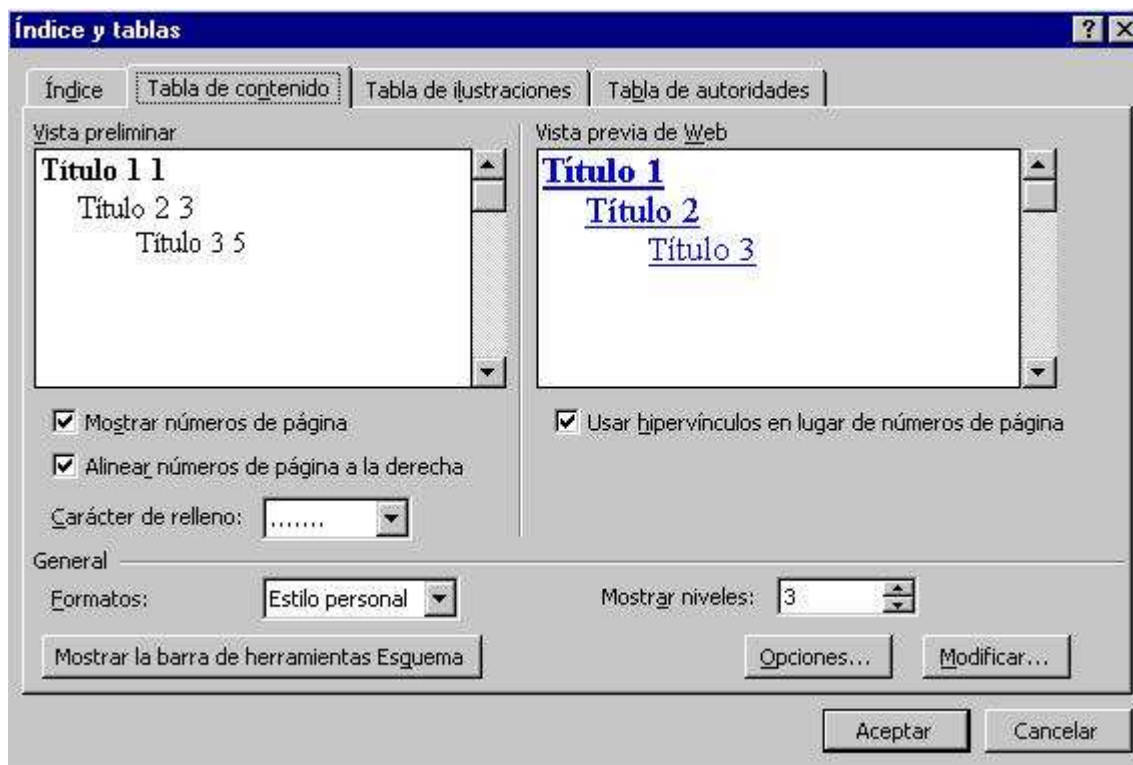 Índice y tablas
Índice
Tabla de contenido
Tabla de ilustraciones
Tabla de autoridades
Vista preliminar
Título 1 1
Título 2 3
Título 3 5
Vista previa de Web
Título 1
Título 2
Título 3
Mostrar números de página
Alinear números de página a la derecha
Carácter de relleno: .......
Usar hipervínculos en lugar de números de página
General
Formatos: Estilo personal
Mostrar niveles: 3
Mostrar la barra de herramientas Esquema
Opciones...
Modificar...
Aceptar
Cancelar